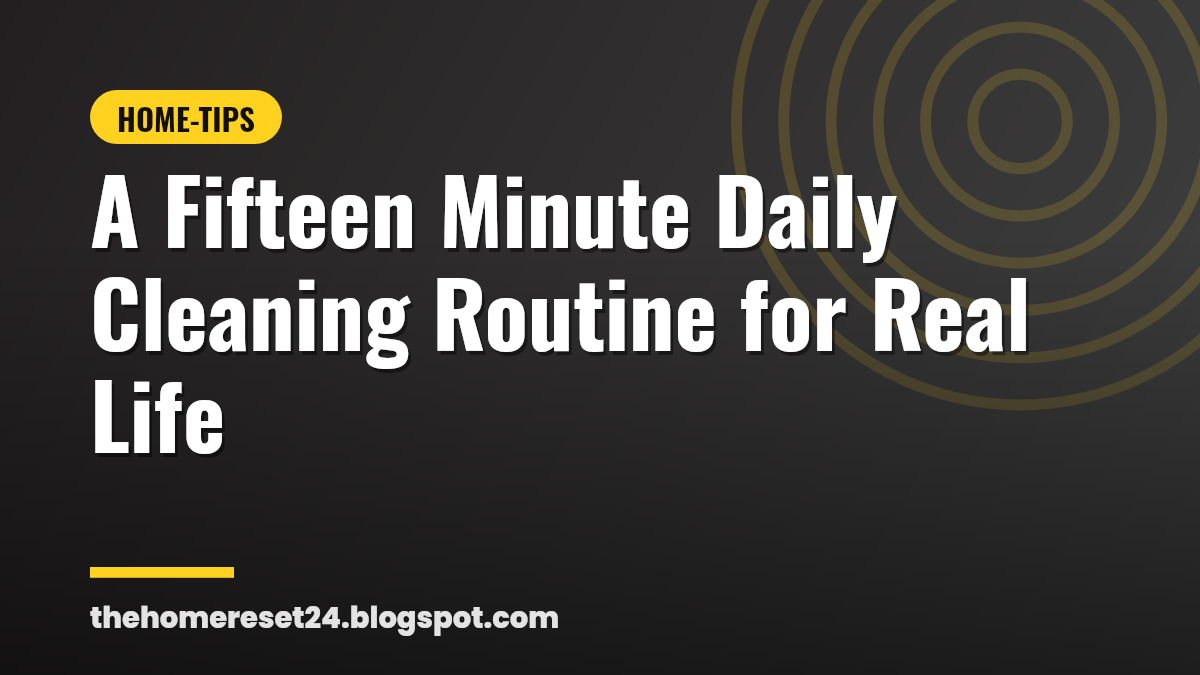 HOME-TIPS
A Fifteen Minute Daily
Cleaning Routine for Real
Life
thehomereset24.blogspot.com